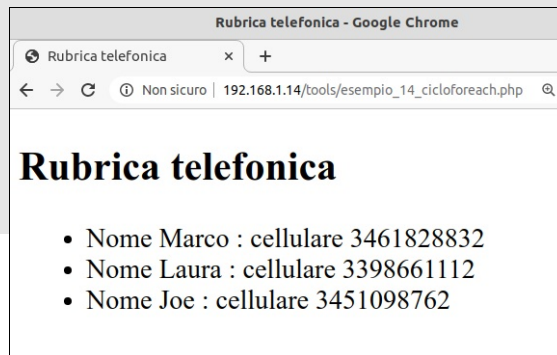 Rubrica telefonica - Google Chrome
Rubrica telefonica × +
Non sicuro | 192.168.1.14/tools/esempio_14_cicloforeach.php
Rubrica telefonica
• Nome Marco : cellulare 3461828832
• Nome Laura : cellulare 3398661112
• Nome Joe : cellulare 3451098762